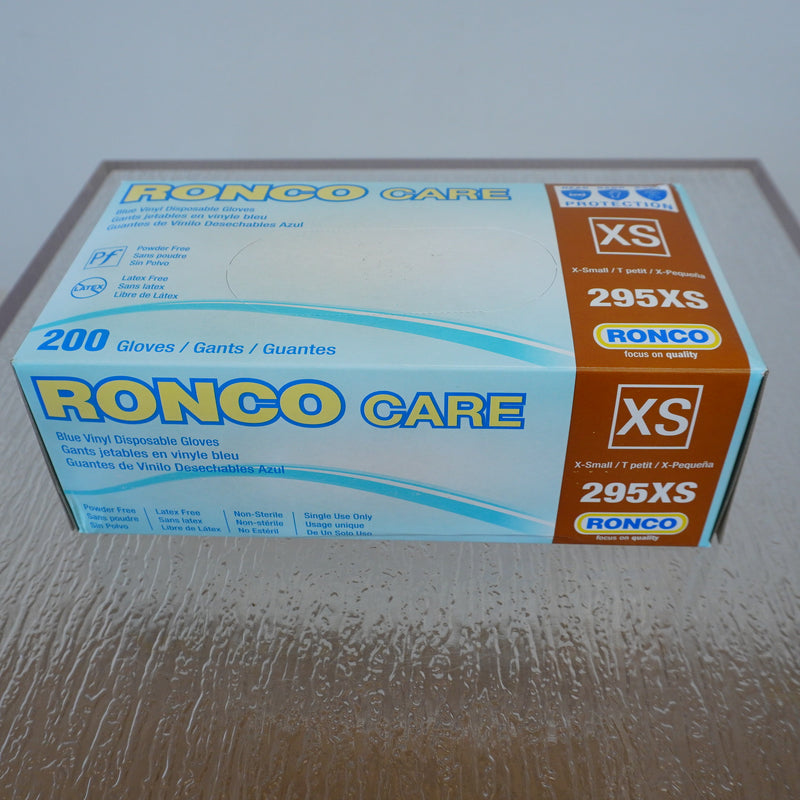 RONCO CARE
Blue Vinyl Disposable Gloves
Gants jetables en vinyle bleu
Guantes de Vinilo Desechables Azul
Pf
Powder Free
Sans poudre
Sin Polvo
LATEX
Latex Free
Sans latex
Libre de Látex
200 Gloves / Gants / Guantes
PROTECTION
XS
X-Small / T petit / X-Pequeña
295XS
RONCO
focus on quality
RONCO CARE
Blue Vinyl Disposable Gloves
Gants jetables en vinyle bleu
Guantes de Vinilo Desechables Azul
Powder Free
Sans poudre
Sin Polvo
Latex Free
Sans latex
Libre de Látex
Non-Sterile
Non-stérile
No Estéril
Single Use Only
Usage unique
De Un Solo Uso
XS
X-Small / T petit / X-Pequeña
295XS
RONCO
focus on quality